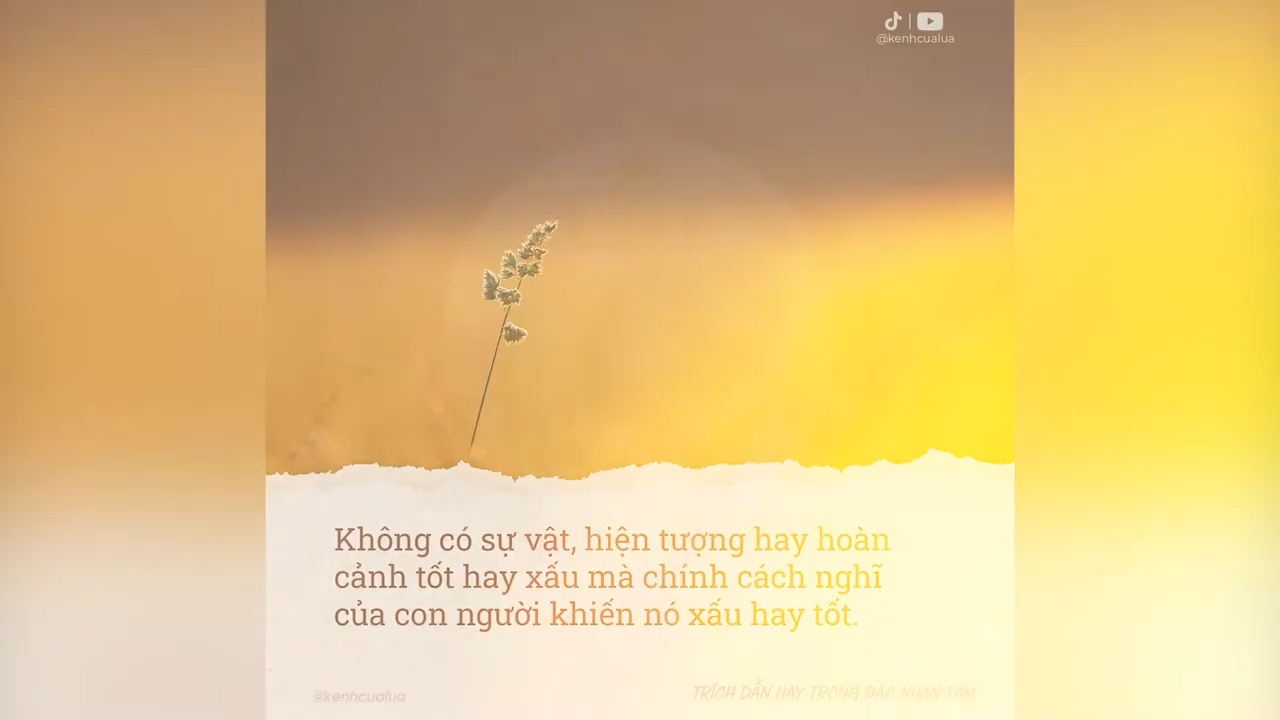 @kenhcualua
Không có sự vật, hiện tượng hay hoàn
cảnh tốt hay xấu mà chính cách nghĩ
của con người khiến nó xấu hay tốt.
@kenhcualua
TRÍCH DẪN HAY TRONG ĐẮC NHÂN TÂM